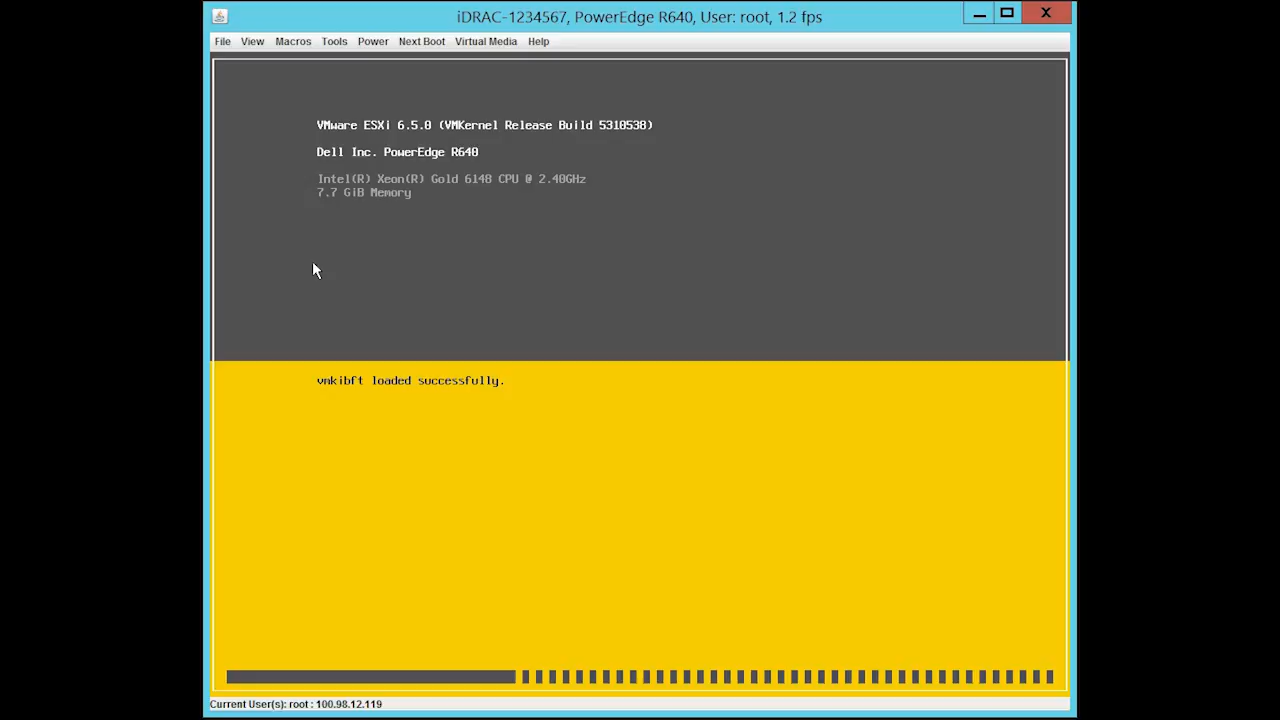 iDRAC-1234567, PowerEdge R640, User: root, 1.2 fps
X
File View Macros Tools Power Next Boot Virtual Media Help
VMware ESXi 6.5.0 (VMKernel Release Build 5310538)
Dell Inc. PowerEdge R640
Intel(R) Xeon(R) Gold 6148 CPU @ 2.40GHz
7.7 GiB Memory
vmkibft loaded successfully.
Current User(s): root : 100.98.12.119